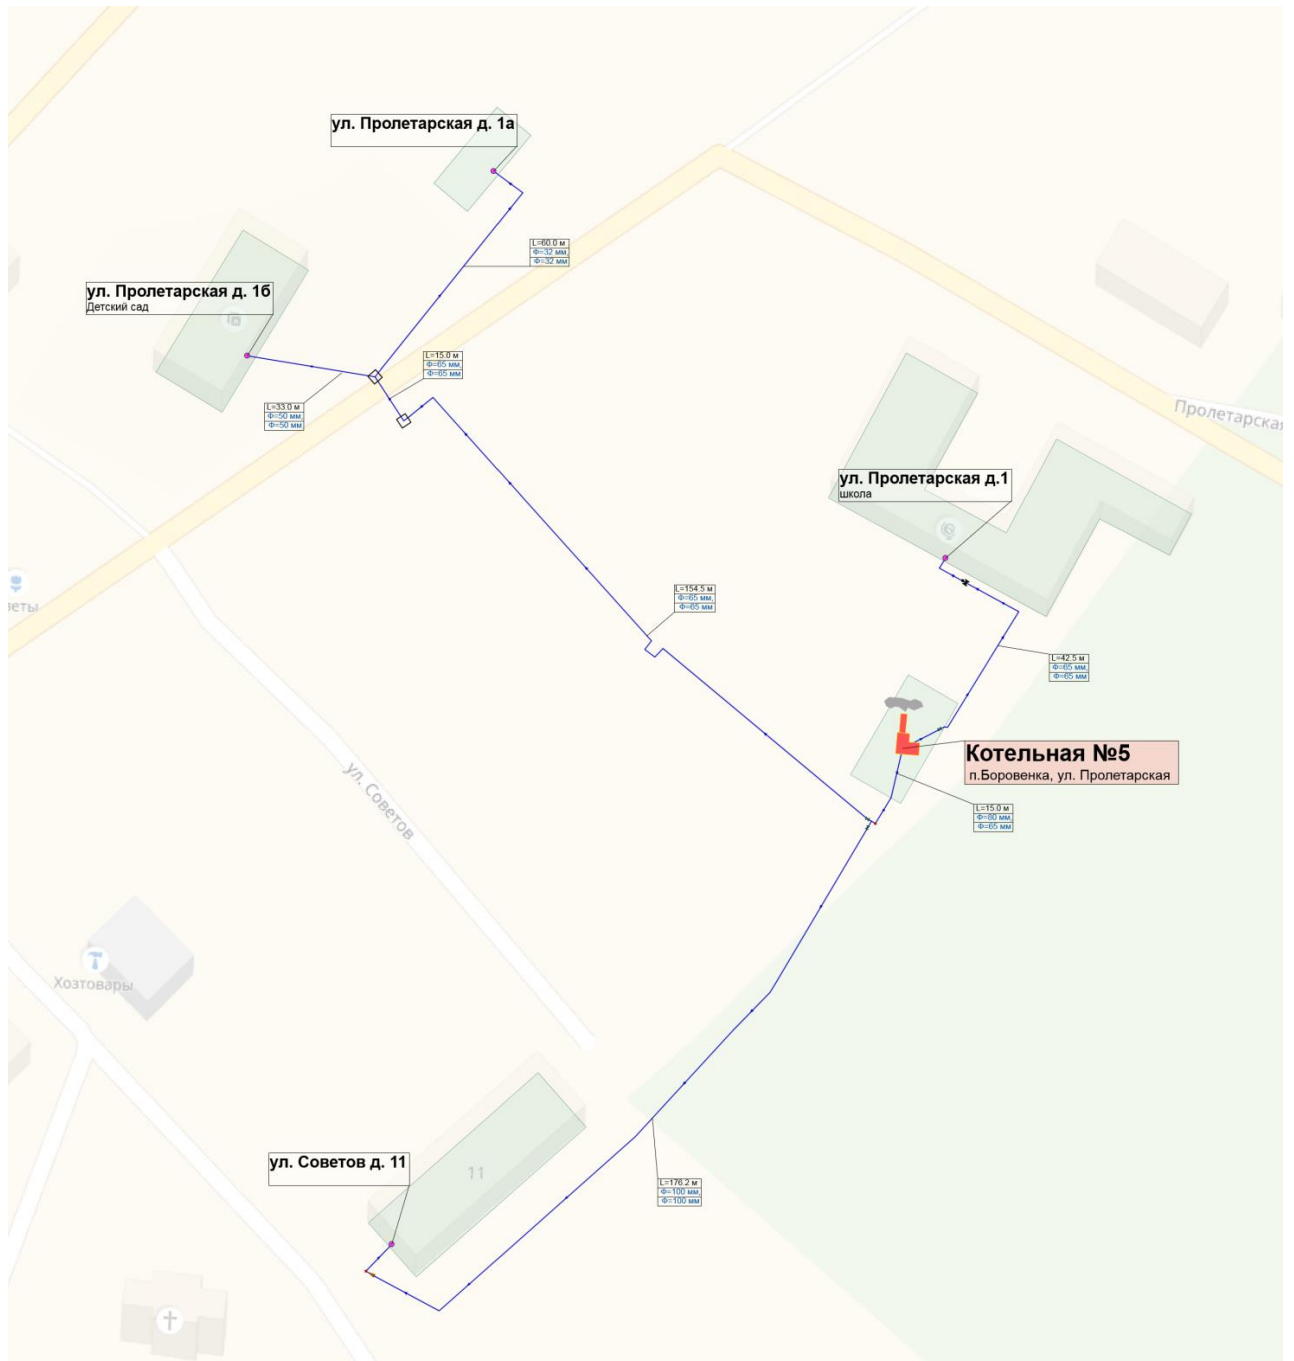 ул. Пролетарская д. 1а
L=60.0 м
Ф=32 мм,
Ф=32 мм
ул. Пролетарская д. 1б
Детский сад
L=15.0 м
Ф=65 мм,
Ф=65 мм
L=33.0 м
Ф=50 мм,
Ф=50 мм
Пролетарская
ул. Пролетарская д.1
школа
веты
L=154.5 м
Ф=65 мм,
Ф=65 мм
L=42.5 м
Ф=65 мм,
Ф=65 мм
Котельная №5
п.Боровенка, ул. Пролетарская
ул. Советов
L=15.0 м
Ф=80 мм,
Ф=65 мм
Хозтовары
ул. Советов д. 11
11
L=176.2 м
Ф=100 мм,
Ф=100 мм